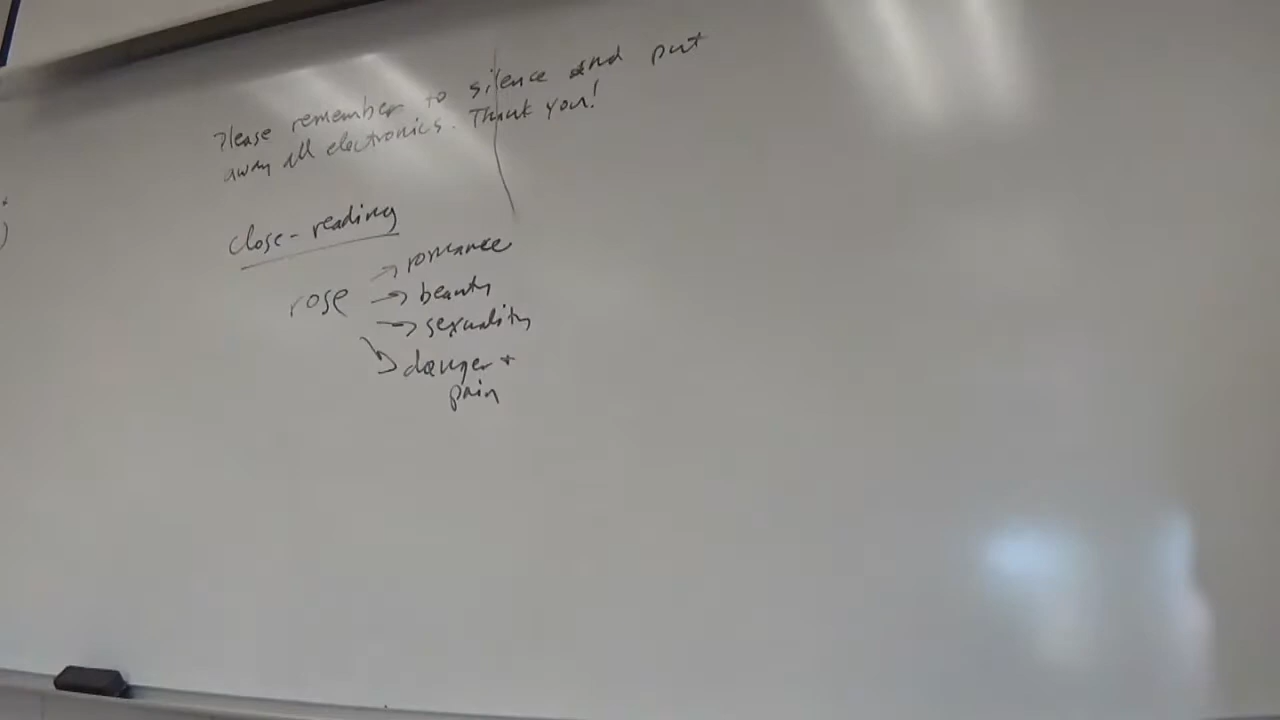 Please remember to silence and put
away all electronics. Thank you!
close-reading
rose → romance
→ beauty
→ sexuality
→ danger +
pain